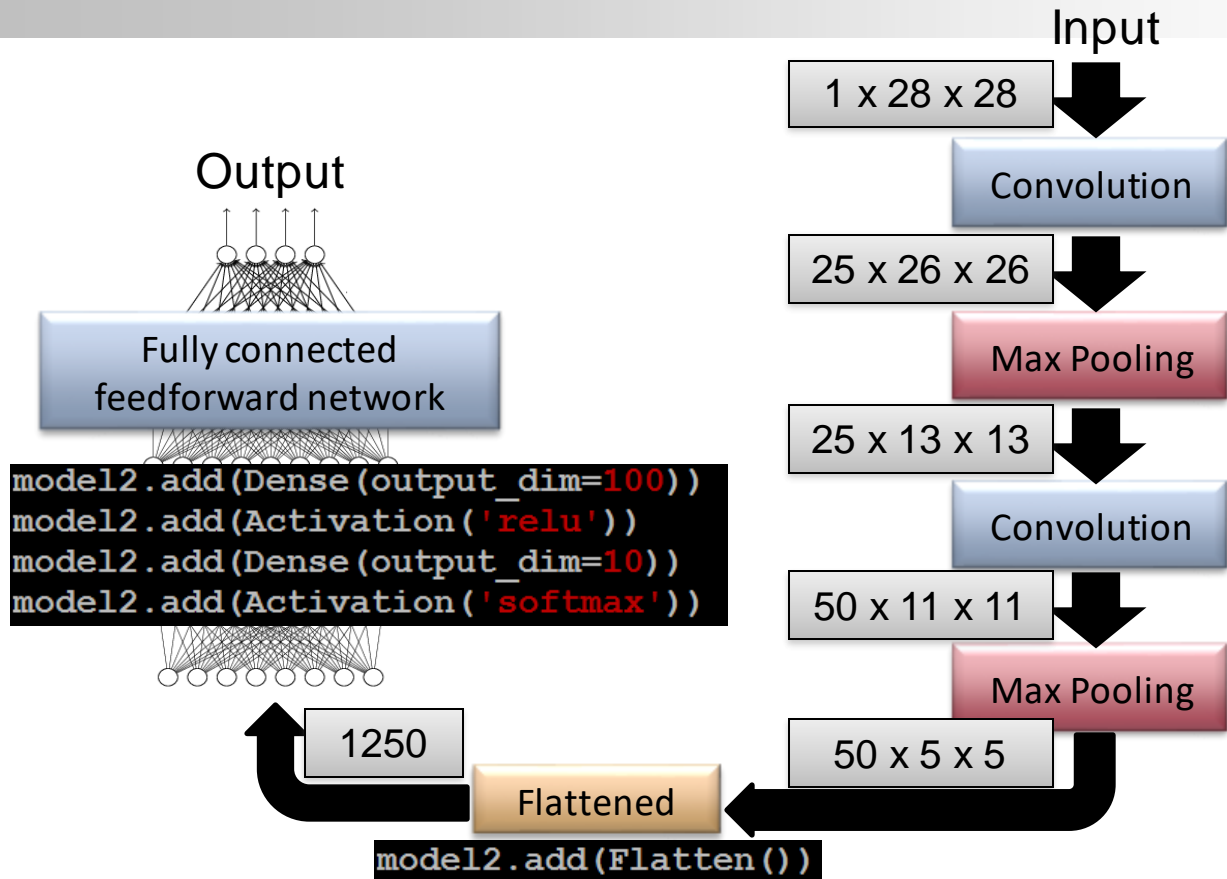 Input
1 x 28 x 28
Convolution
25 x 26 x 26
Max Pooling
25 x 13 x 13
Convolution
50 x 11 x 11
Max Pooling
50 x 5 x 5
Flattened
model2.add(Flatten())
1250
Output
Fully connected
feedforward network
model2.add(Dense(output_dim=100))
model2.add(Activation('relu'))
model2.add(Dense(output_dim=10))
model2.add(Activation('softmax'))